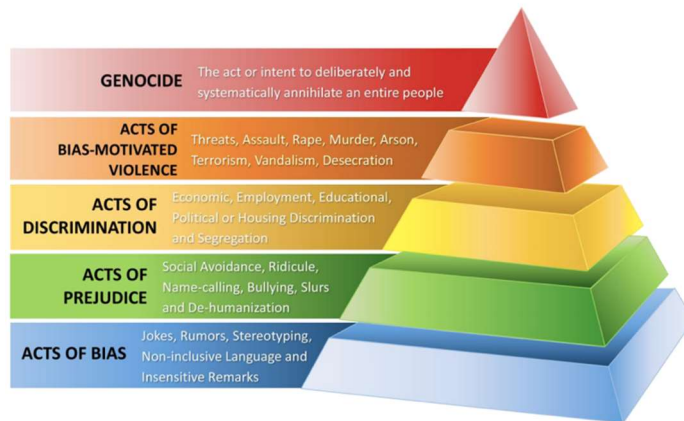 GENOCIDE
The act or intent to deliberately and
systematically annihilate an entire people
ACTS OF
BIAS-MOTIVATED
VIOLENCE
Threats, Assault, Rape, Murder, Arson,
Terrorism, Vandalism, Desecration
ACTS OF
DISCRIMINATION
Economic, Employment, Educational,
Political or Housing Discrimination
and Segregation
ACTS OF
PREJUDICE
Social Avoidance, Ridicule,
Name-calling, Bullying, Slurs
and De-humanization
ACTS OF BIAS
Jokes, Rumors, Stereotyping,
Non-inclusive Language and
Insensitive Remarks